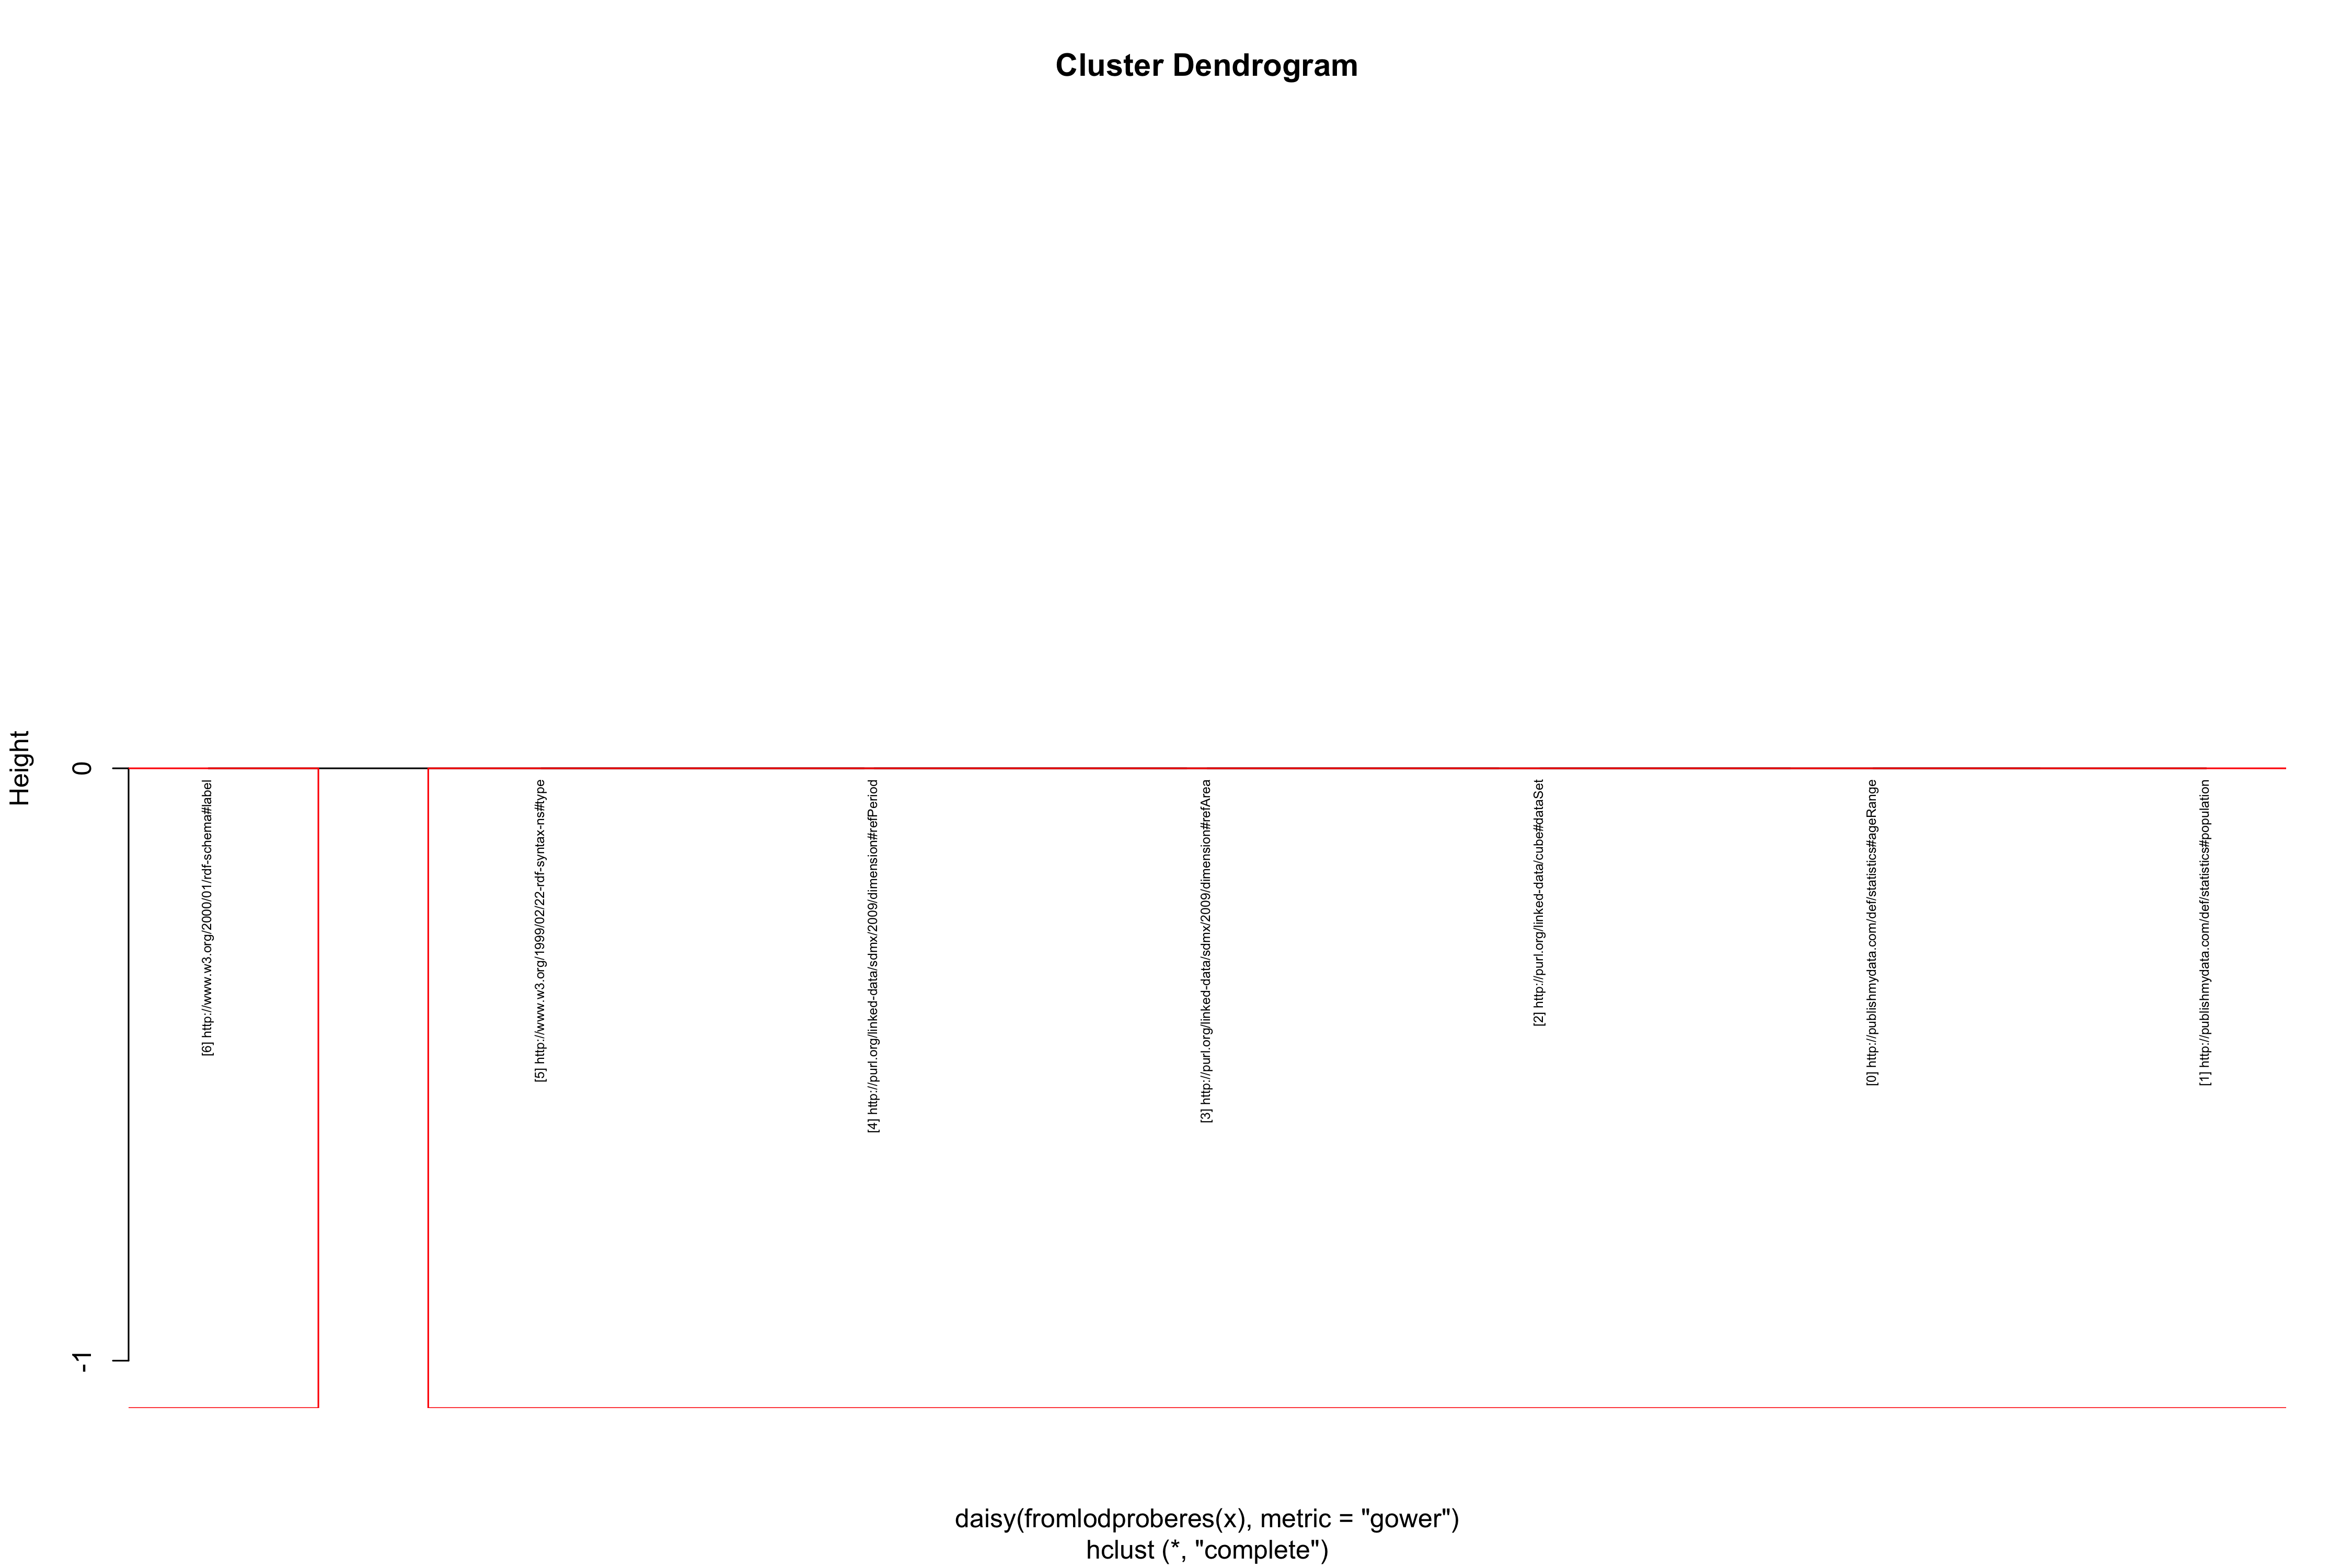 Cluster Dendrogram
Height
0
-1
[6] http://www.w3.org/2000/01/rdf-schema#label
[5] http://www.w3.org/1999/02/22-rdf-syntax-ns#type
[4] http://purl.org/linked-data/sdmx/2009/dimension#refPeriod
[3] http://purl.org/linked-data/sdmx/2009/dimension#refArea
[2] http://purl.org/linked-data/cube#dataSet
[0] http://publishmydata.com/def/statistics#ageRange
[1] http://publishmydata.com/def/statistics#population
daisy(fromlodproberes(x), metric = "gower")
hclust (*, "complete")